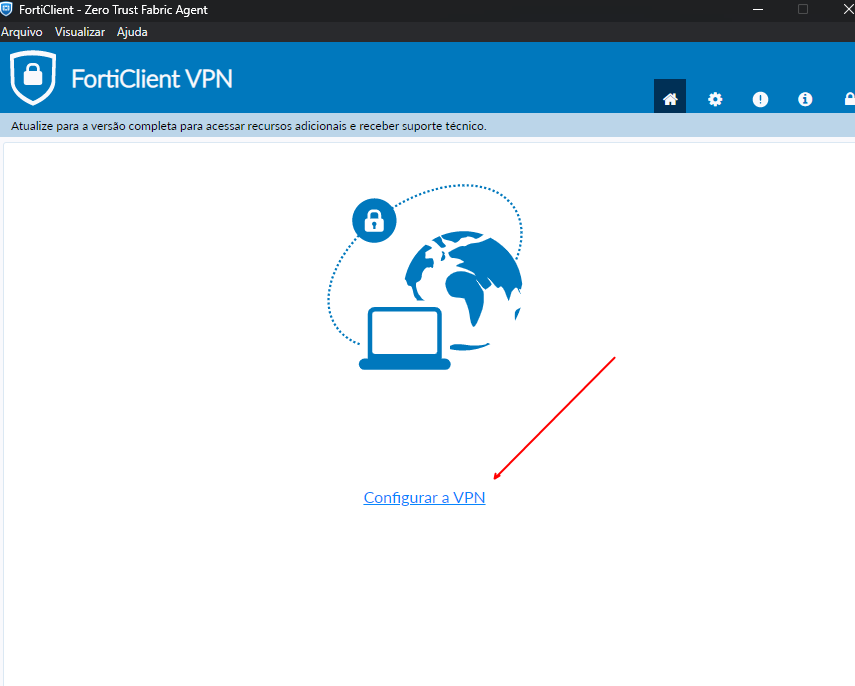 FortiClient - Zero Trust Fabric Agent
Arquivo Visualizar Ajuda
FortiClient VPN
Atualize para a versão completa para acessar recursos adicionais e receber suporte técnico.
Configurar a VPN